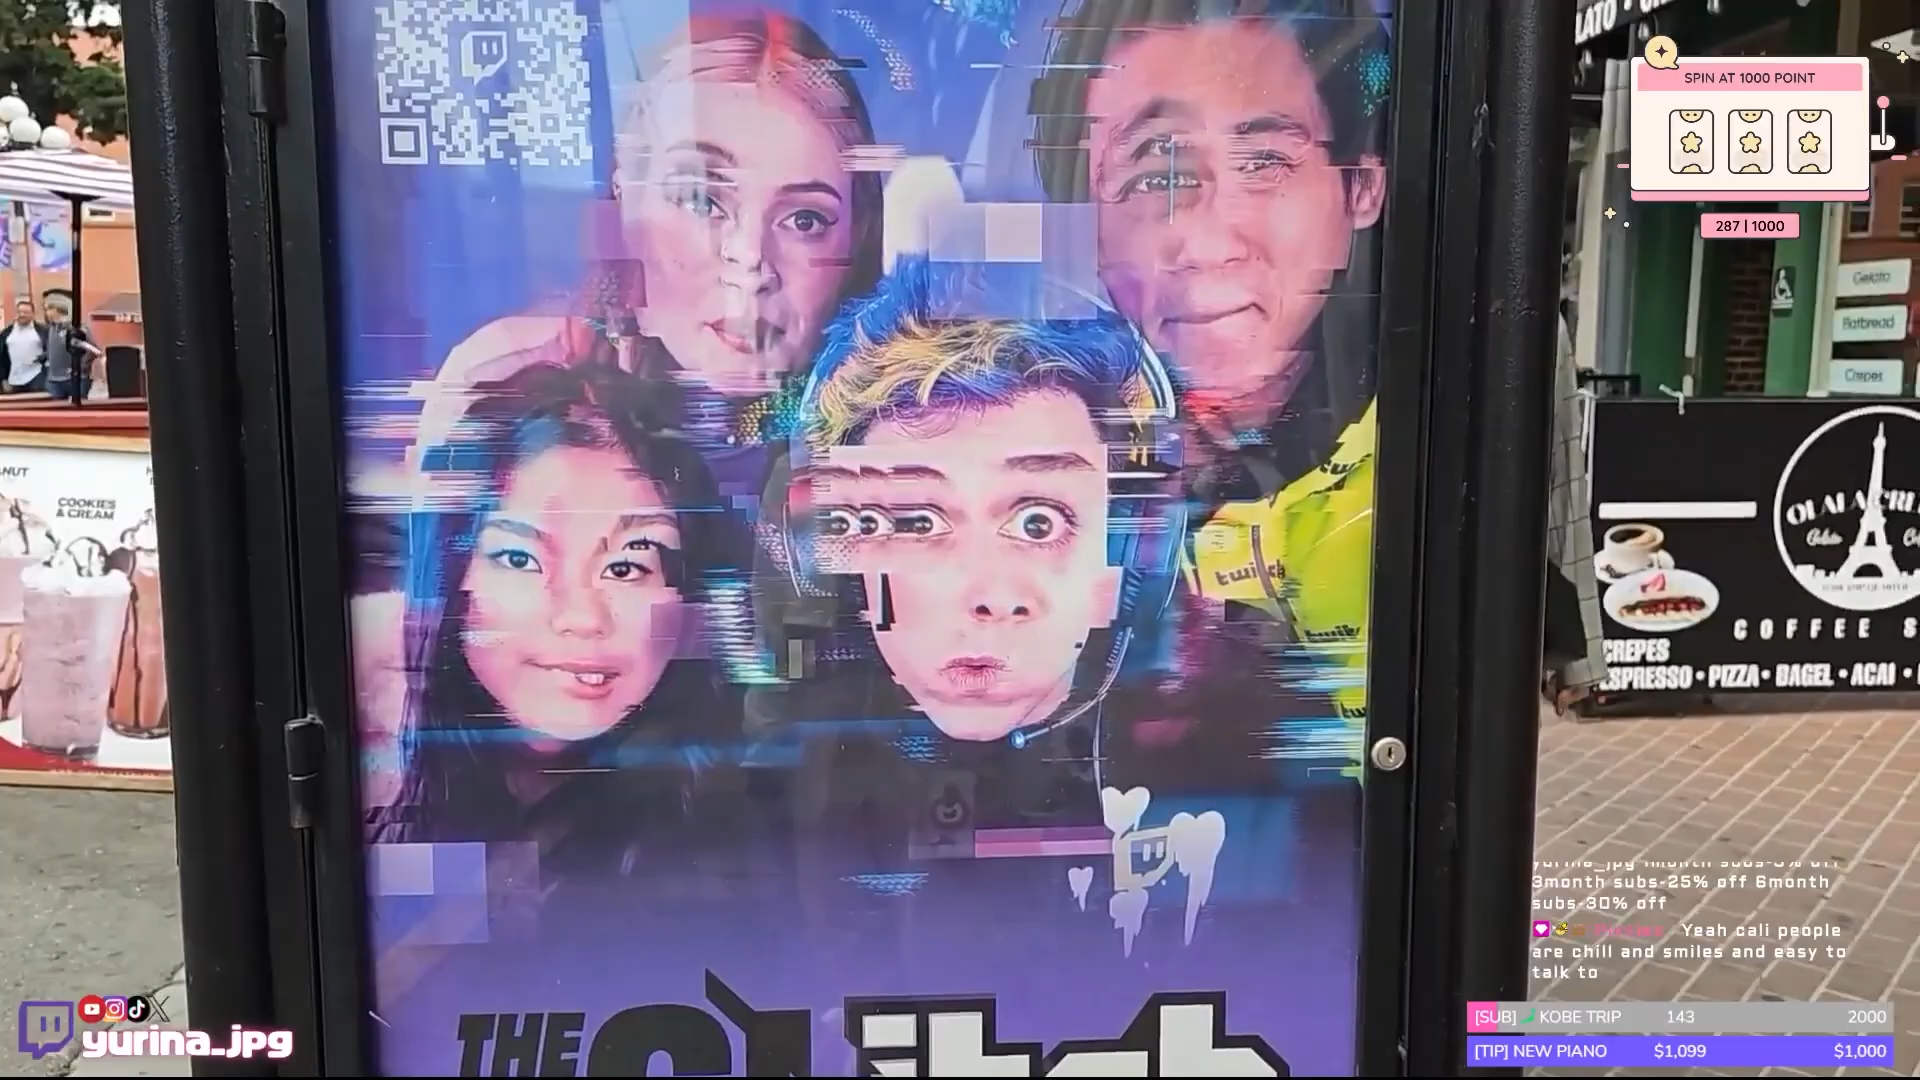 SPIN AT 1000 POINT
287 | 1000
Gelato
flatbread
Crepes
COOKIES
& CREAM
twitch
COFFEE S
CREPES
ESPRESSO • PIZZA • BAGEL • ACAI •
3month subs-25% off 6month
subs-30% off
Yeah cali people
are chill and smiles and easy to
talk to
THE
yurina_jpg
[SUB] KOBE TRIP 143 2000
[TIP] NEW PIANO $1,099 $1,000